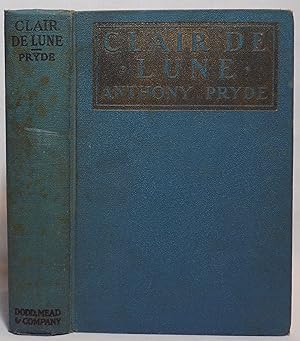 CLAIR
DE LUNE
PRYDE
DODD, MEAD
& COMPANY
CLAIR DE
· LUNE ·
ANTHONY PRYDE